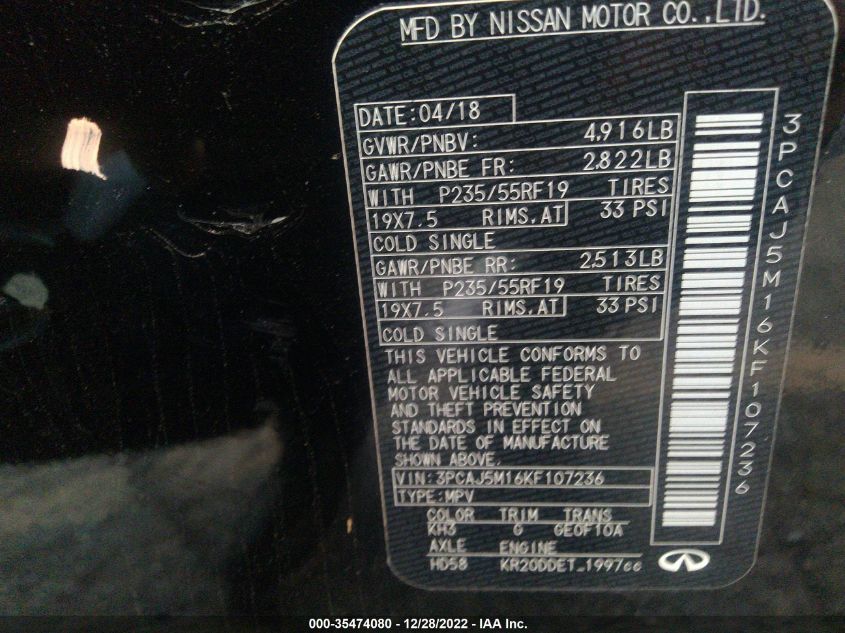 MFD BY NISSAN MOTOR CO.,LTD.
DATE:04/18
GVWR/PNBV: 4,916LB
GAWR/PNBE FR: 2,822LB
WITH P235/55RF19 TIRES
19X7.5 RIMS,AT 33 PSI
COLD SINGLE
GAWR/PNBE RR: 2,513LB
WITH P235/55RF19 TIRES
19X7.5 RIMS,AT 33 PSI
COLD SINGLE
THIS VEHICLE CONFORMS TO
ALL APPLICABLE FEDERAL
MOTOR VEHICLE SAFETY
AND THEFT PREVENTION
STANDARDS IN EFFECT ON
THE DATE OF MANUFACTURE
SHOWN ABOVE.
VIN:3PCAJ5M16KF107236
TYPE:MPV
COLOR TRIM TRANS
KH3 G GE0F10A
AXLE ENGINE
HD58 KR20DDET_1997cc
3PCAJ5M16KF107236
000-35474080 - 12/28/2022 - IAA Inc.